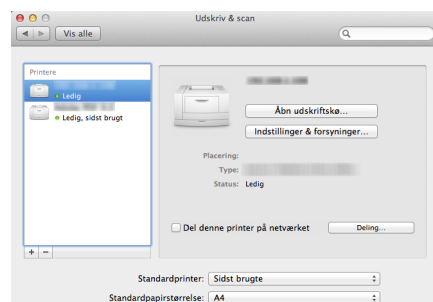 Udskriv & scan
Vis alle
Printere
Ledig
Ledig, sidst brugt
Åbn udskriftskø...
Indstillinger & forsyninger...
Placering:
Type:
Status: Ledig
Del denne printer på netværket
Deling...
+ −
Standardprinter: Sidst brugte
Standardpapirstørrelse: A4